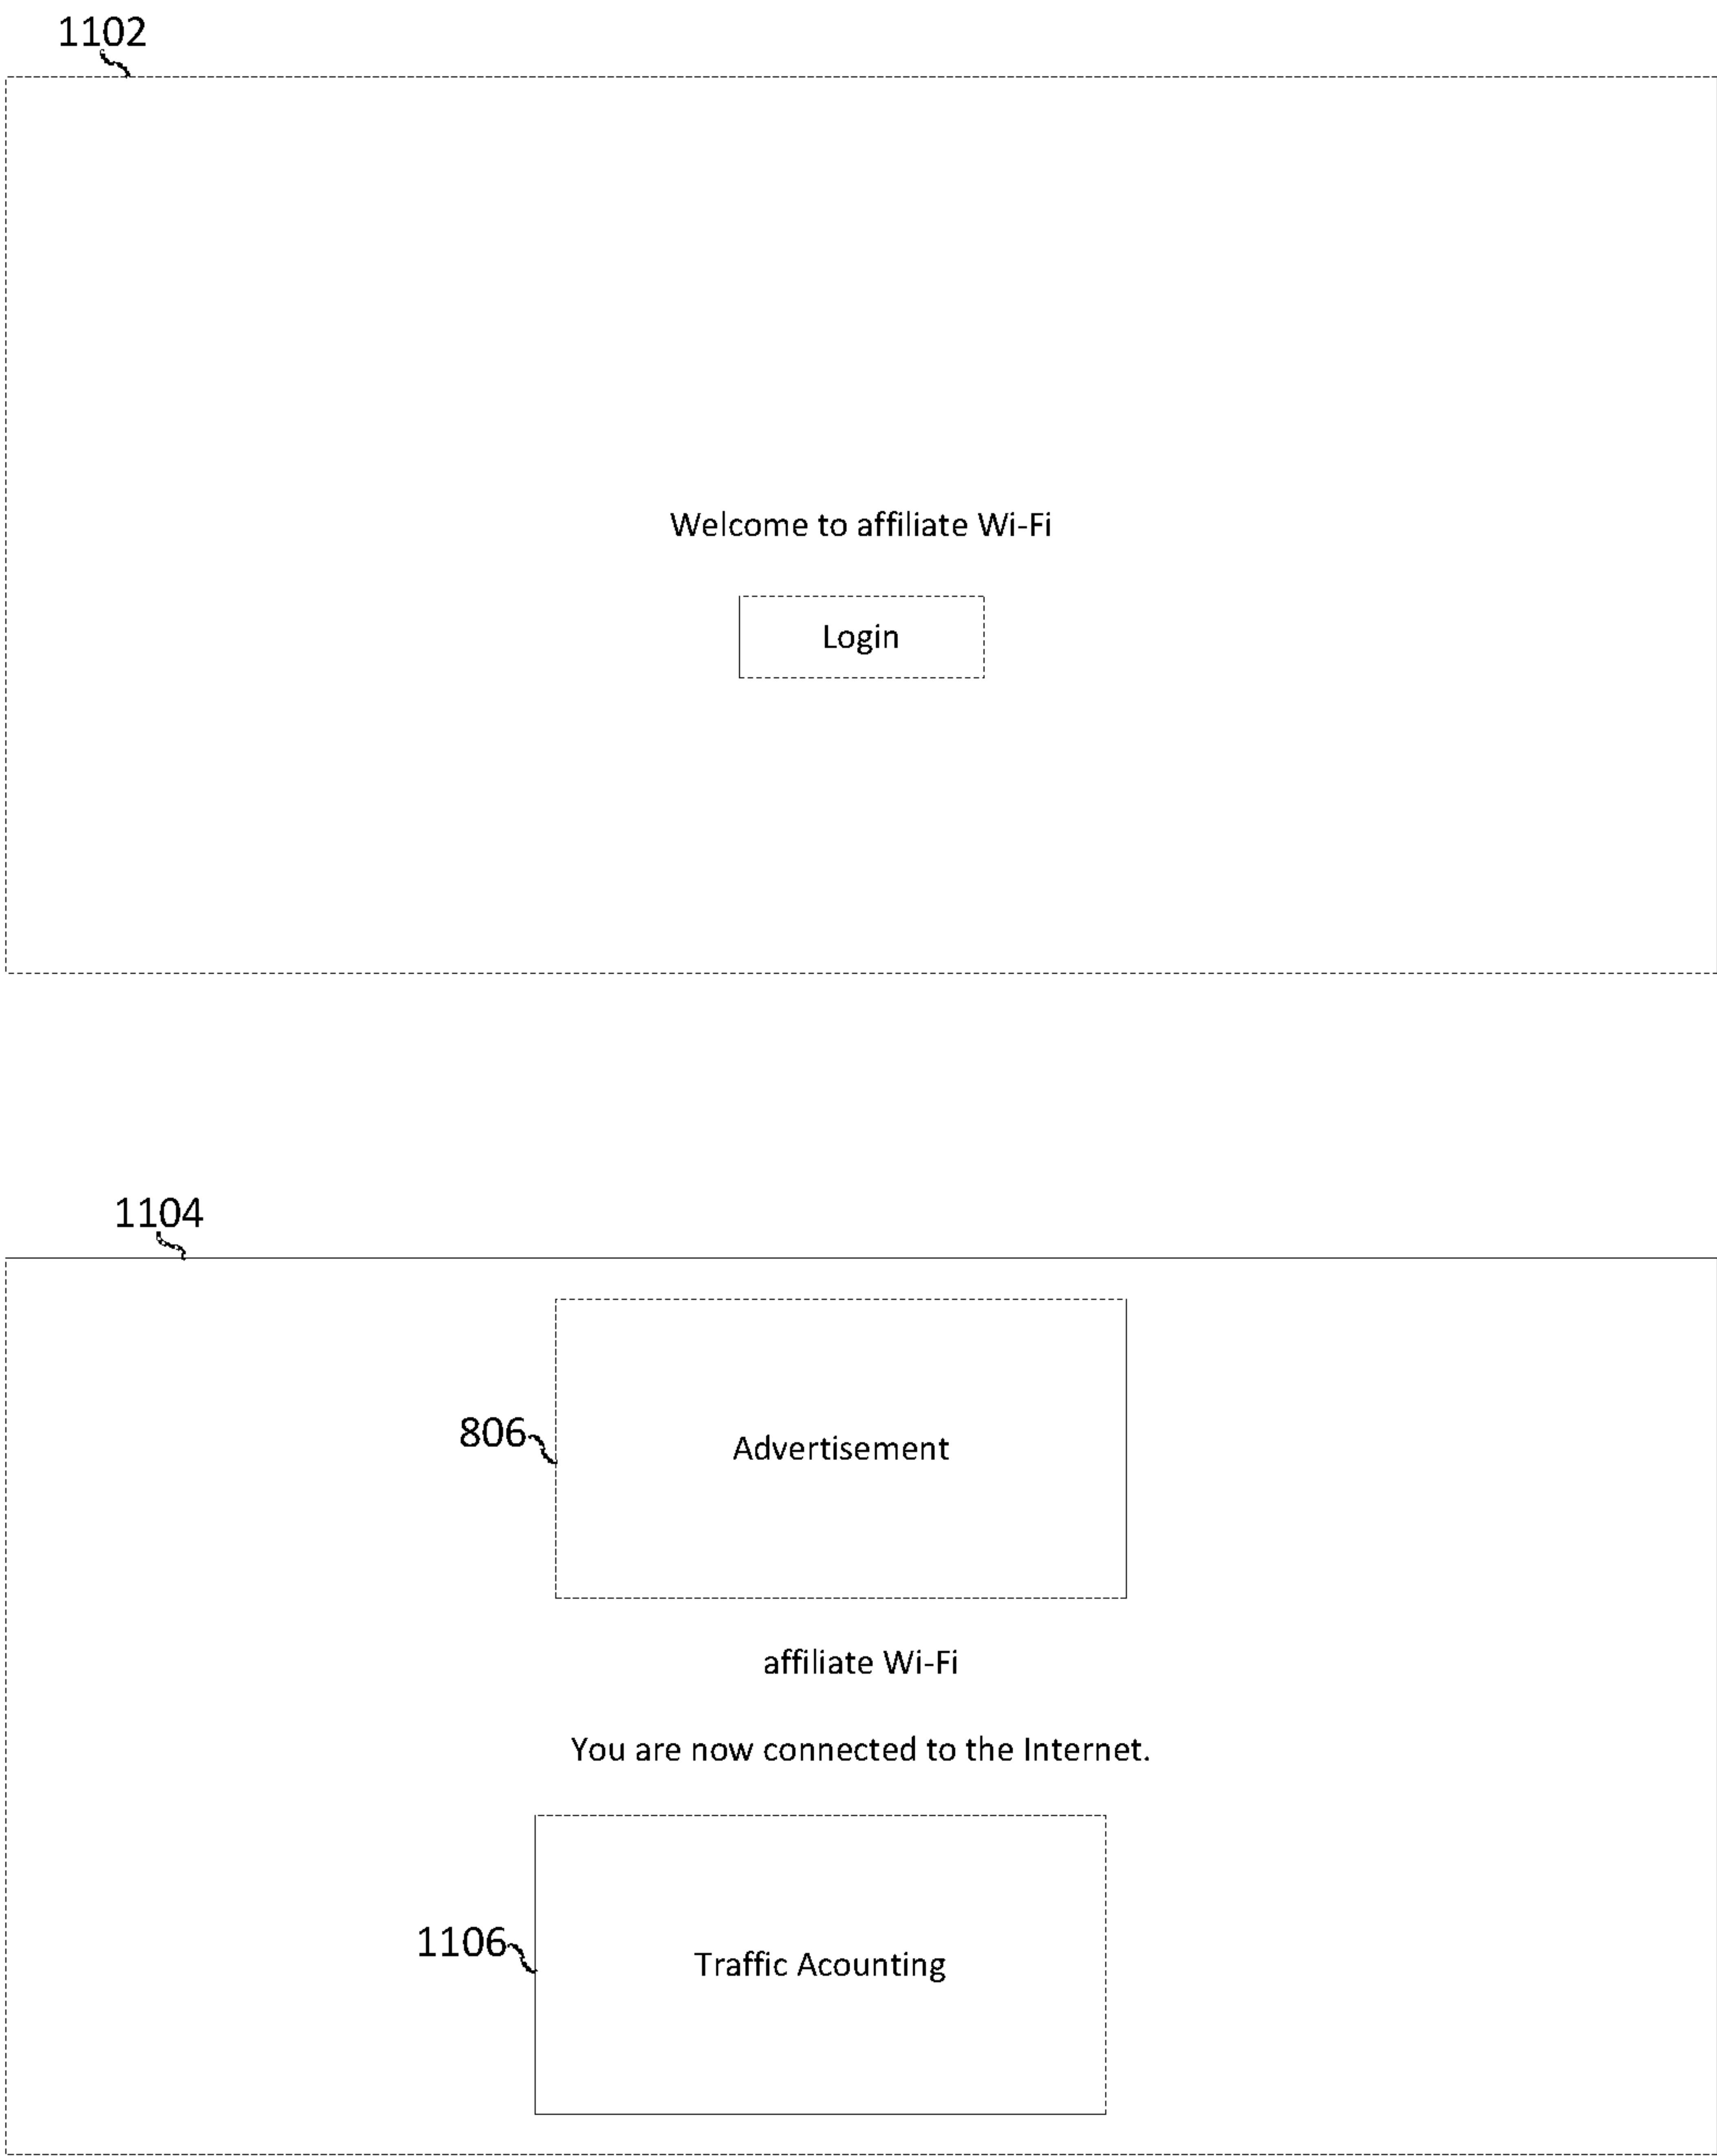 1102
Welcome to affiliate Wi-Fi
Login
1104
806
Advertisement
affiliate Wi-Fi
You are now connected to the Internet.
1106
Traffic Acounting